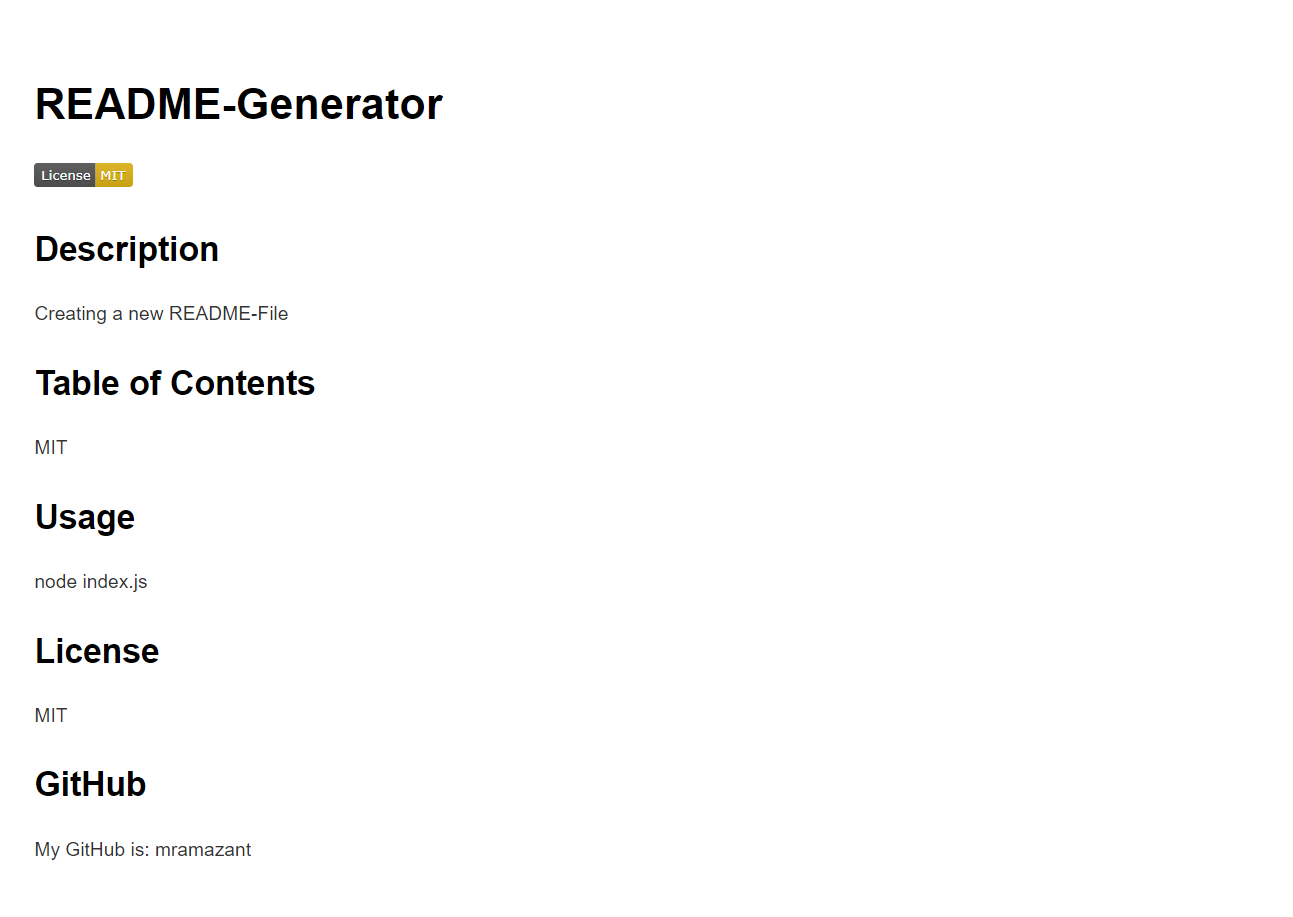 README-Generator
License MIT
Description
Creating a new README-File
Table of Contents
MIT
Usage
node index.js
License
MIT
GitHub
My GitHub is: mramazant